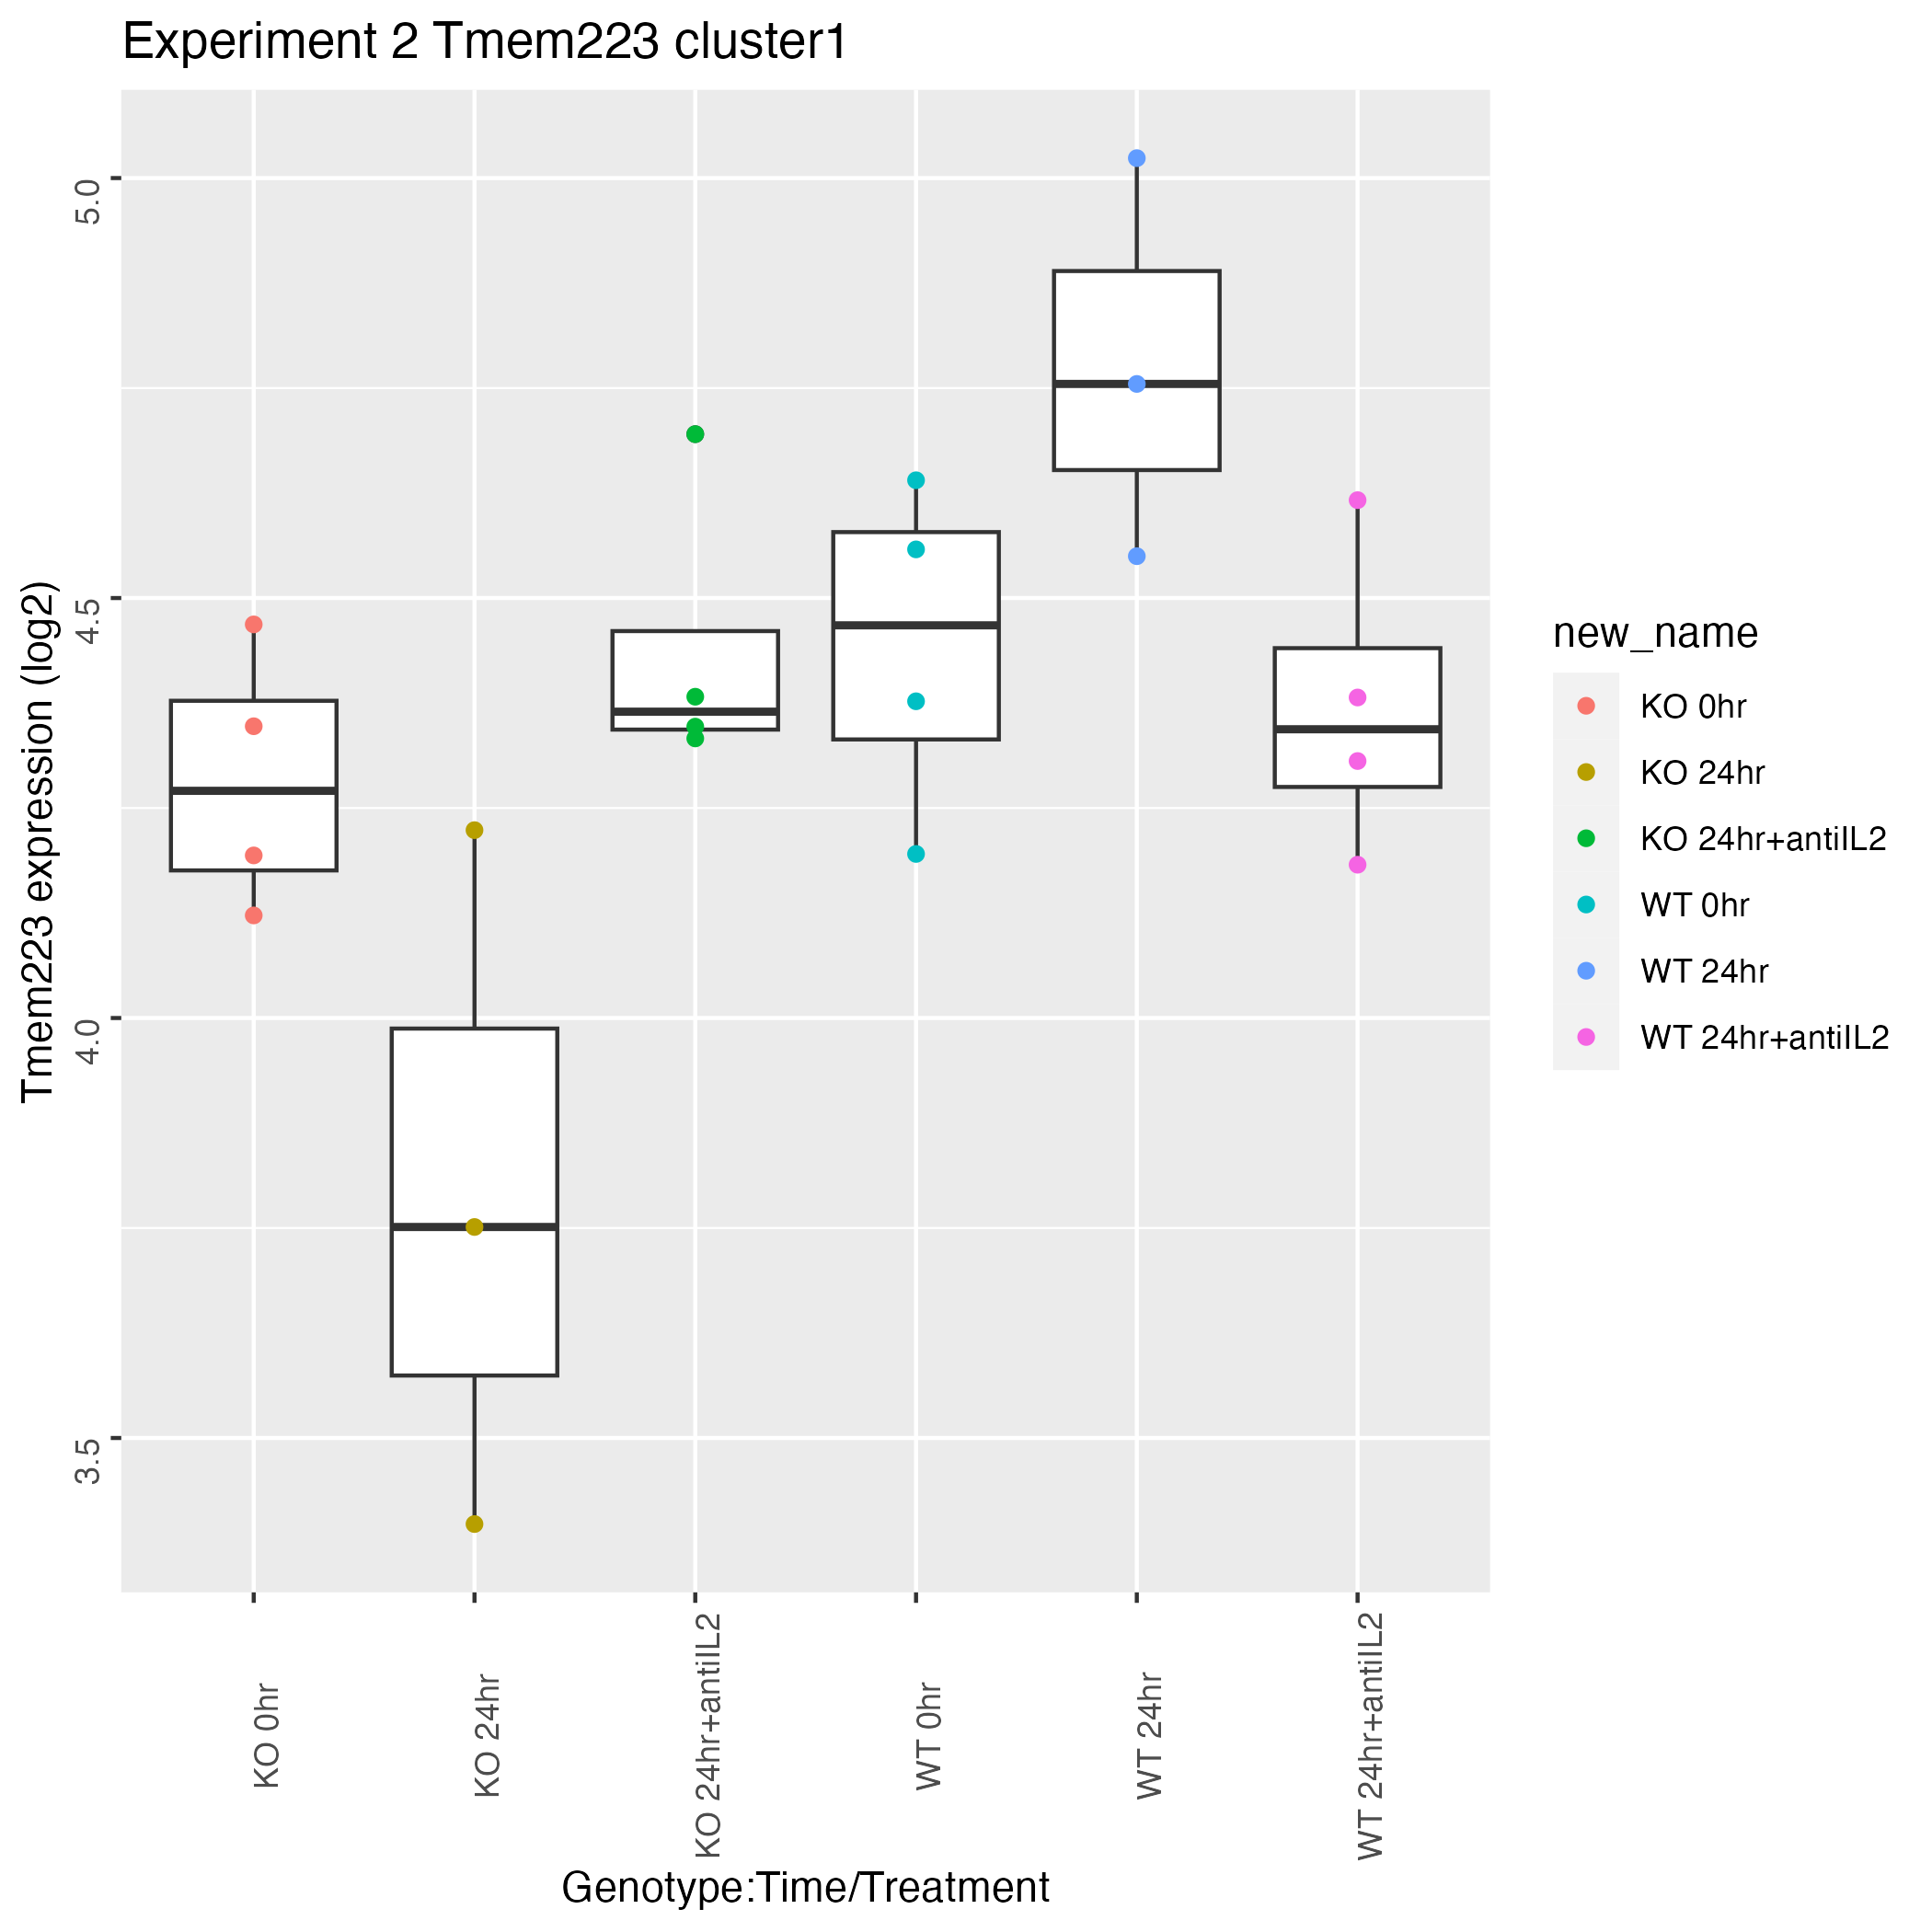 Experiment 2 Tmem223 cluster1
Tmem223 expression (log2)
5.0
4.5
4.0
3.5
KO 0hr
KO 24hr
KO 24hr+antiIL2
WT 0hr
WT 24hr
WT 24hr+antiIL2
Genotype:Time/Treatment
new_name
KO 0hr
KO 24hr
KO 24hr+antiIL2
WT 0hr
WT 24hr
WT 24hr+antiIL2